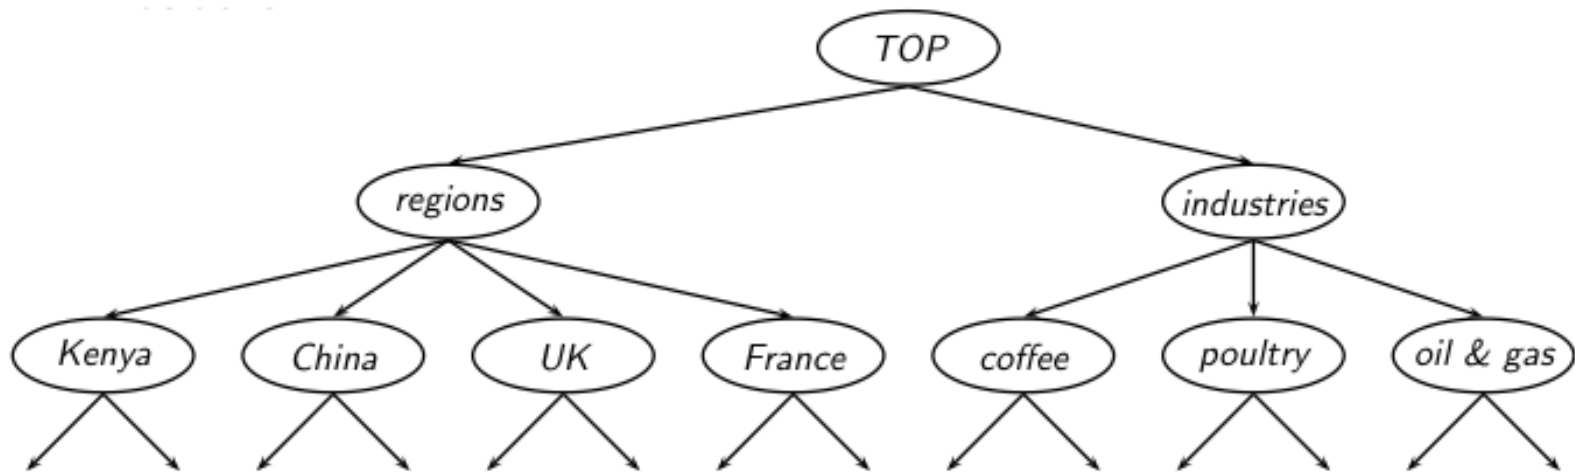 TOP
regions
industries
Kenya
China
UK
France
coffee
poultry
oil & gas